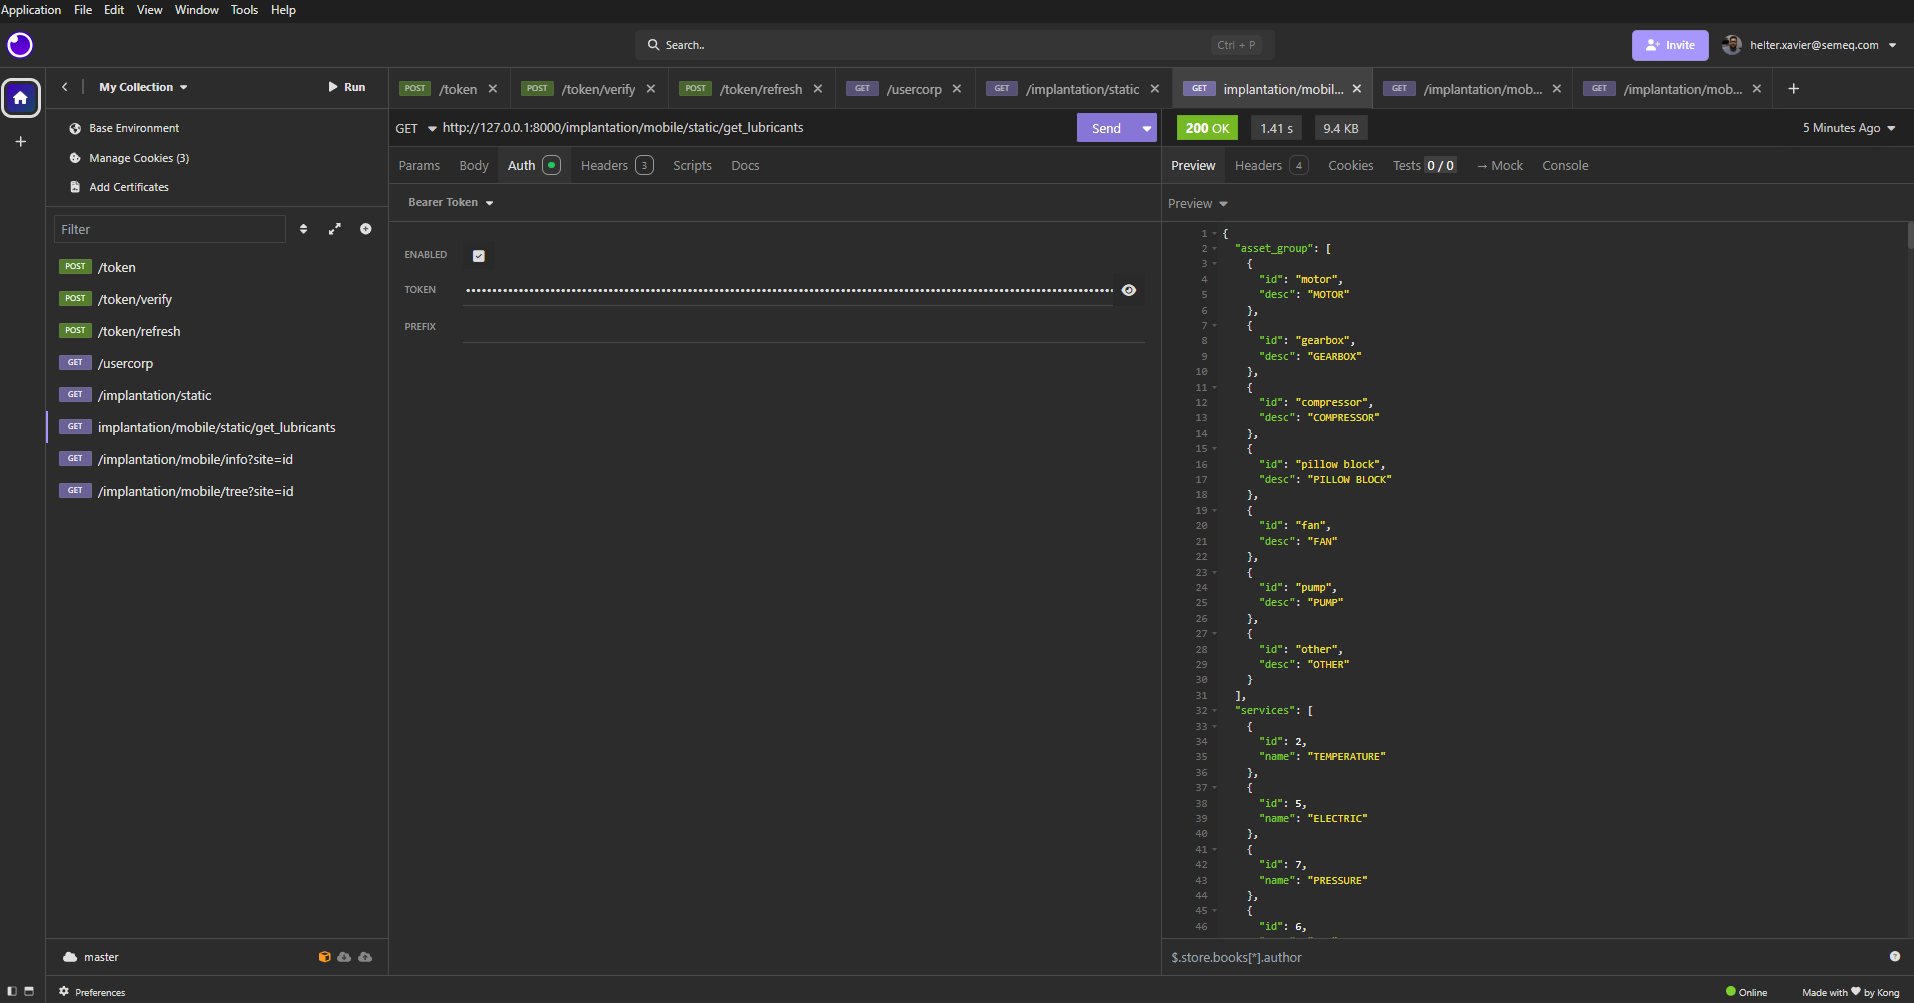 Application File Edit View Window Tools Help
Search.. Ctrl + P
Invite
helter.xavier@semeq.com
My Collection
Run
POST /token
POST /token/verify
POST /token/refresh
GET /usercorp
GET /implantation/static
GET implantation/mobil...
GET /implantation/mob...
GET /implantation/mob...
Base Environment
Manage Cookies (3)
Add Certificates
Filter
POST /token
POST /token/verify
POST /token/refresh
GET /usercorp
GET /implantation/static
GET implantation/mobile/static/get_lubricants
GET /implantation/mobile/info?site=id
GET /implantation/mobile/tree?site=id
master
Preferences
GET http://127.0.0.1:8000/implantation/mobile/static/get_lubricants
Send
Params Body Auth Headers 3 Scripts Docs
Bearer Token
ENABLED
TOKEN
PREFIX
200 OK 1.41 s 9.4 KB
5 Minutes Ago
Preview Headers 4 Cookies Tests 0 / 0 → Mock Console
Preview
1 {
2 "asset_group": [
3 {
4 "id": "motor",
5 "desc": "MOTOR"
6 },
7 {
8 "id": "gearbox",
9 "desc": "GEARBOX"
10 },
11 {
12 "id": "compressor",
13 "desc": "COMPRESSOR"
14 },
15 {
16 "id": "pillow block",
17 "desc": "PILLOW BLOCK"
18 },
19 {
20 "id": "fan",
21 "desc": "FAN"
22 },
23 {
24 "id": "pump",
25 "desc": "PUMP"
26 },
27 {
28 "id": "other",
29 "desc": "OTHER"
30 }
31 ],
32 "services": [
33 {
34 "id": 2,
35 "name": "TEMPERATURE"
36 },
37 {
38 "id": 5,
39 "name": "ELECTRIC"
40 },
41 {
42 "id": 7,
43 "name": "PRESSURE"
44 },
45 {
46 "id": 6,
$.store.books[*].author
Online
Made with ♥ by Kong